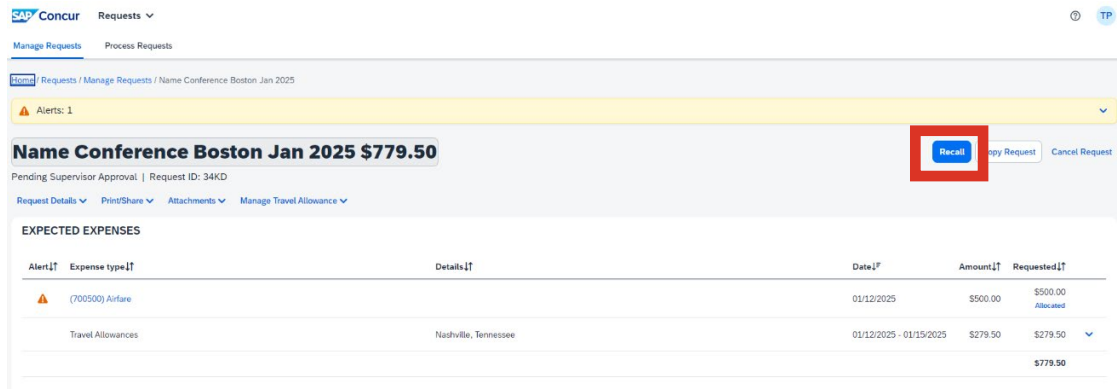 SAP Concur Requests
TP
Manage Requests Process Requests
Home / Requests / Manage Requests / Name Conference Boston Jan 2025
Alerts: 1
Name Conference Boston Jan 2025 $779.50
Recall opy Request Cancel Request
Pending Supervisor Approval | Request ID: 34KD
Request Details Print/Share Attachments Manage Travel Allowance
EXPECTED EXPENSES
Alert Expense type Details Date Amount Requested
(700500) Airfare 01/12/2025 $500.00 $500.00
Allocated
Travel Allowances Nashville, Tennessee 01/12/2025 - 01/15/2025 $279.50 $279.50
$779.50